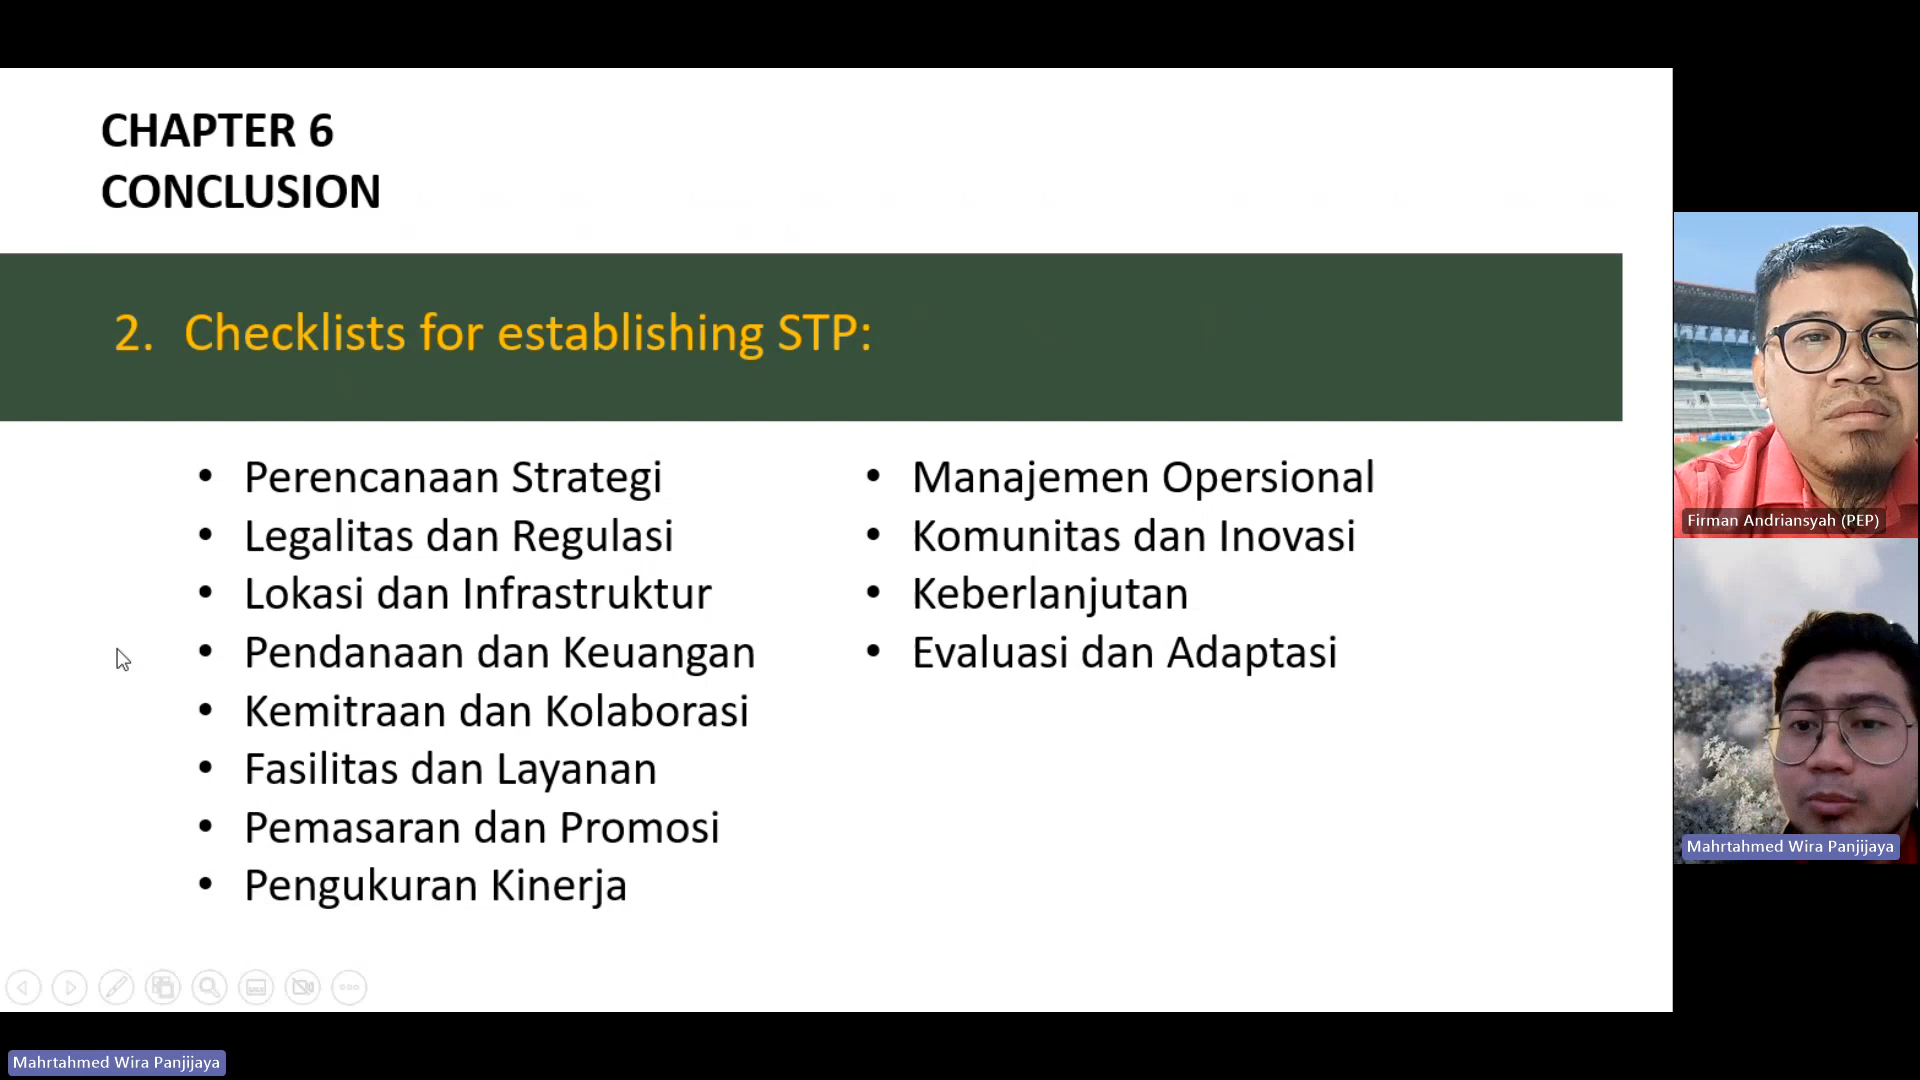 CHAPTER 6
CONCLUSION
2. Checklists for establishing STP:
• Perencanaan Strategi
• Legalitas dan Regulasi
• Lokasi dan Infrastruktur
• Pendanaan dan Keuangan
• Kemitraan dan Kolaborasi
• Fasilitas dan Layanan
• Pemasaran dan Promosi
• Pengukuran Kinerja
• Manajemen Opersional
• Komunitas dan Inovasi
• Keberlanjutan
• Evaluasi dan Adaptasi
Firman Andriansyah (PEP)
Mahrtahmed Wira Panjijaya
Mahrtahmed Wira Panjijaya